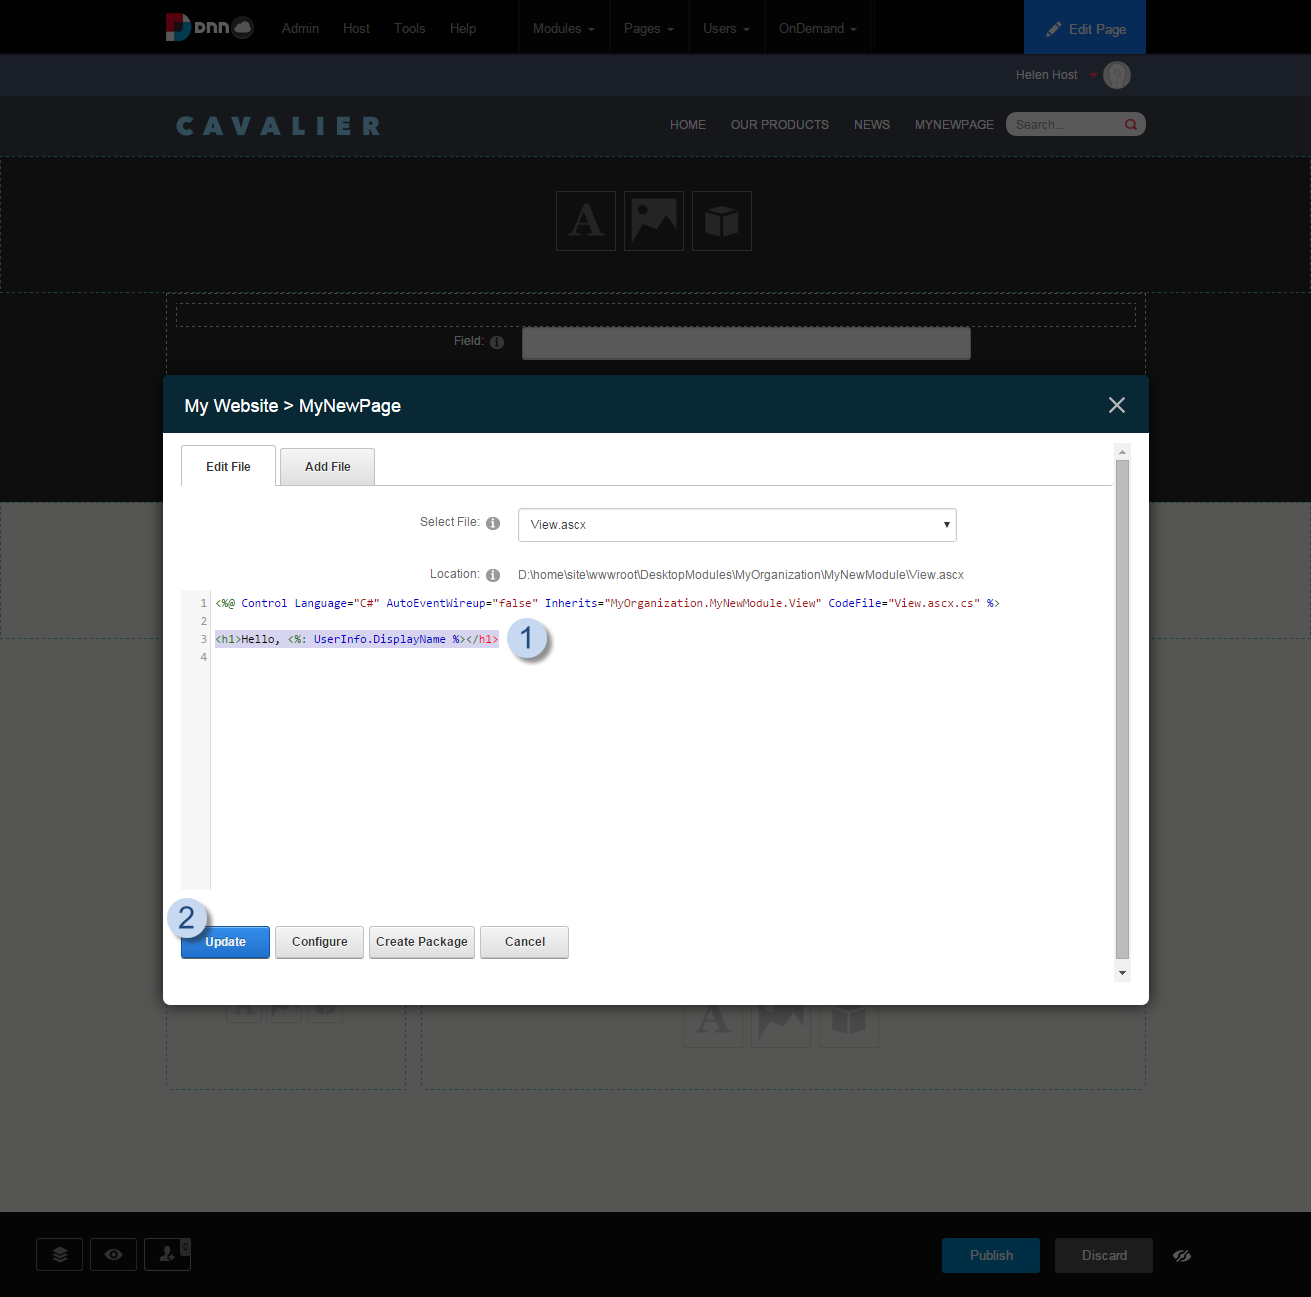 DNN Admin Host Tools Help Modules Pages Users OnDemand Edit Page
Helen Host
CAVALIER HOME OUR PRODUCTS NEWS MYNEWPAGE Search...
A
Field:
My Website > MyNewPage
Edit File Add File
Select File: View.ascx
Location: D:\home\site\wwwroot\DesktopModules\MyOrganization\MyNewModule\View.ascx
1 <%@ Control Language="C#" AutoEventWireup="false" Inherits="MyOrganization.MyNewModule.View" CodeFile="View.ascx.cs" %>
2
3 <h1>Hello, <%: UserInfo.DisplayName %></h1> 1
4
2
Update Configure Create Package Cancel
A A
0
Publish Discard